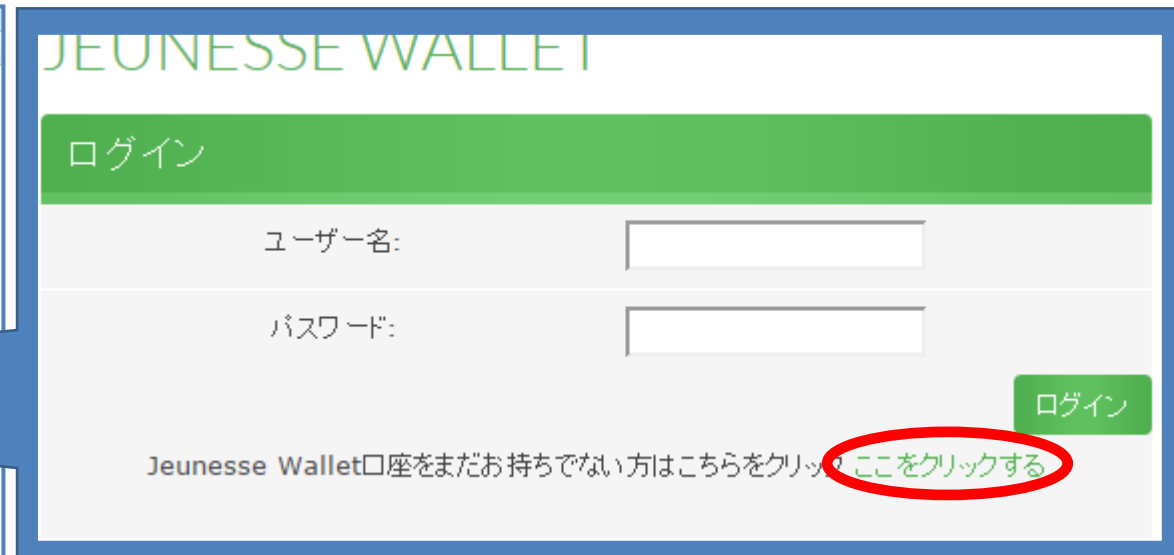 JEUNESSE WALLET
ログイン
ユーザー名:
パスワード:
ログイン
Jeunesse Wallet口座をまだお持ちでない方はこちらをクリック ここをクリックする